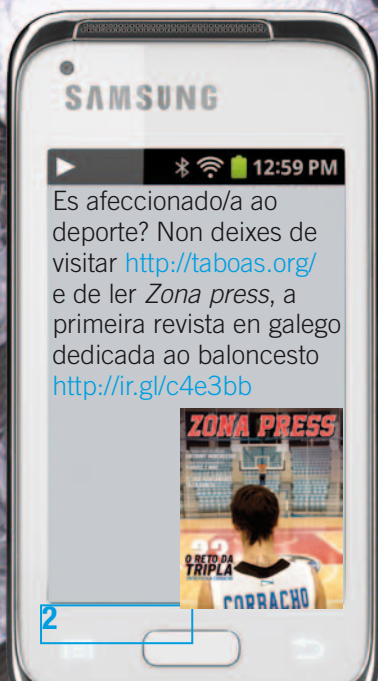 SAMSUNG
12:59 PM
Es afeccionado/a ao
deporte? Non deixes de
visitar http://taboas.org/
e de ler Zona press, a
primeira revista en galego
dedicada ao baloncesto
http://ir.gl/c4e3bb
ZONA PRESS
22
O RETO DA
TRIPLA
CORBACHO
2